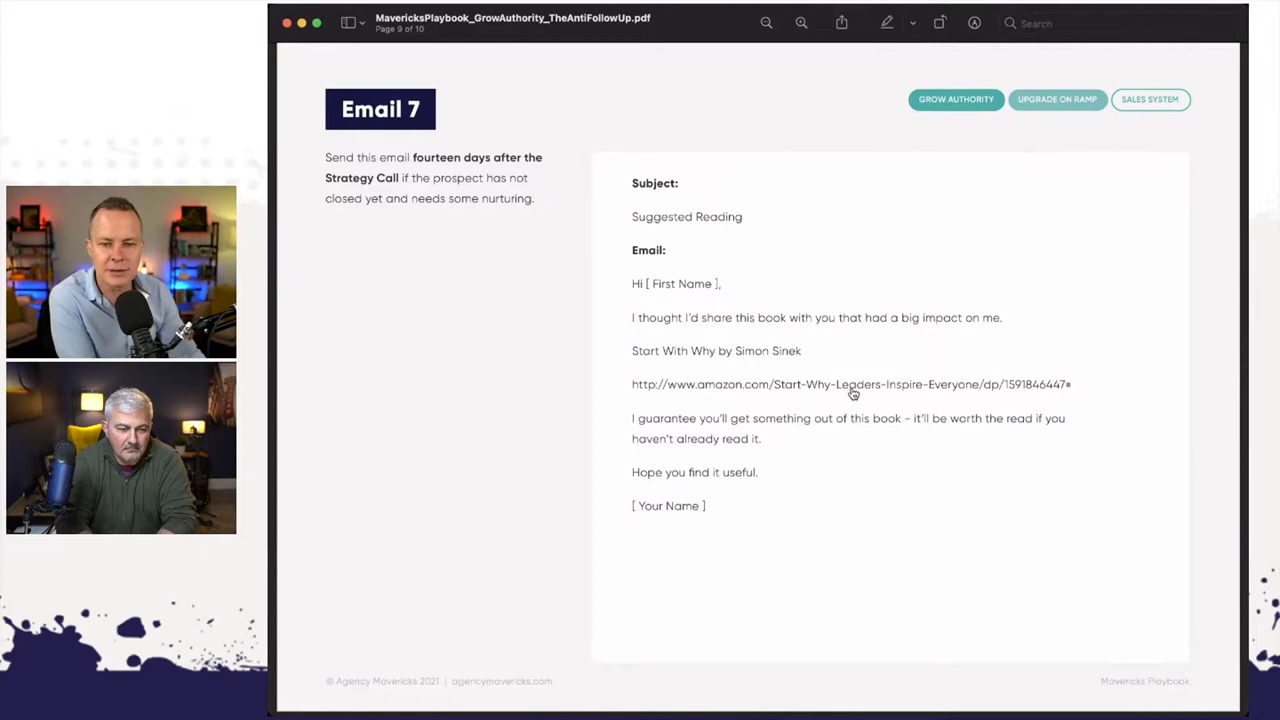 MavericksPlaybook_GrowAuthority_TheAntiFollowUp.pdf
Page 9 of 10
Search
Email 7
GROW AUTHORITY
UPGRADE ON RAMP
SALES SYSTEM
Send this email fourteen days after the
Strategy Call if the prospect has not
closed yet and needs some nurturing.
Subject:
Suggested Reading
Email:
Hi [ First Name ],
I thought I'd share this book with you that had a big impact on me.
Start With Why by Simon Sinek
http://www.amazon.com/Start-Why-Leaders-Inspire-Everyone/dp/1591846447=
I guarantee you'll get something out of this book - it'll be worth the read if you
haven't already read it.
Hope you find it useful.
[ Your Name ]
© Agency Mavericks 2021 | agencymavericks.com
Mavericks Playbook